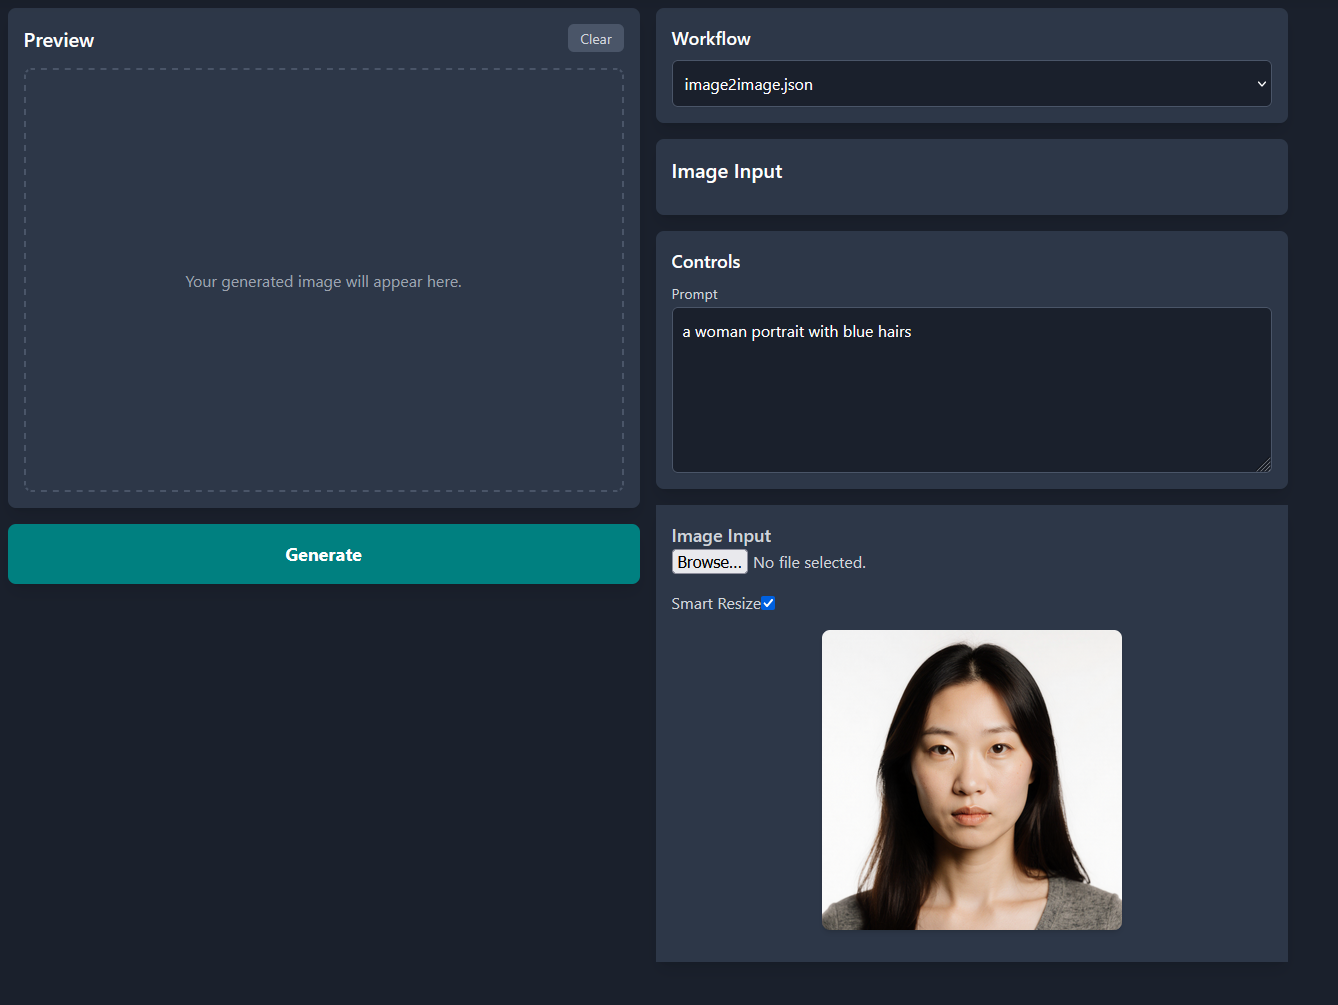 Preview
Clear
Your generated image will appear here.
Generate
Workflow
image2image.json
Image Input
Controls
Prompt
a woman portrait with blue hairs
Image Input
Browse... No file selected.
Smart Resize